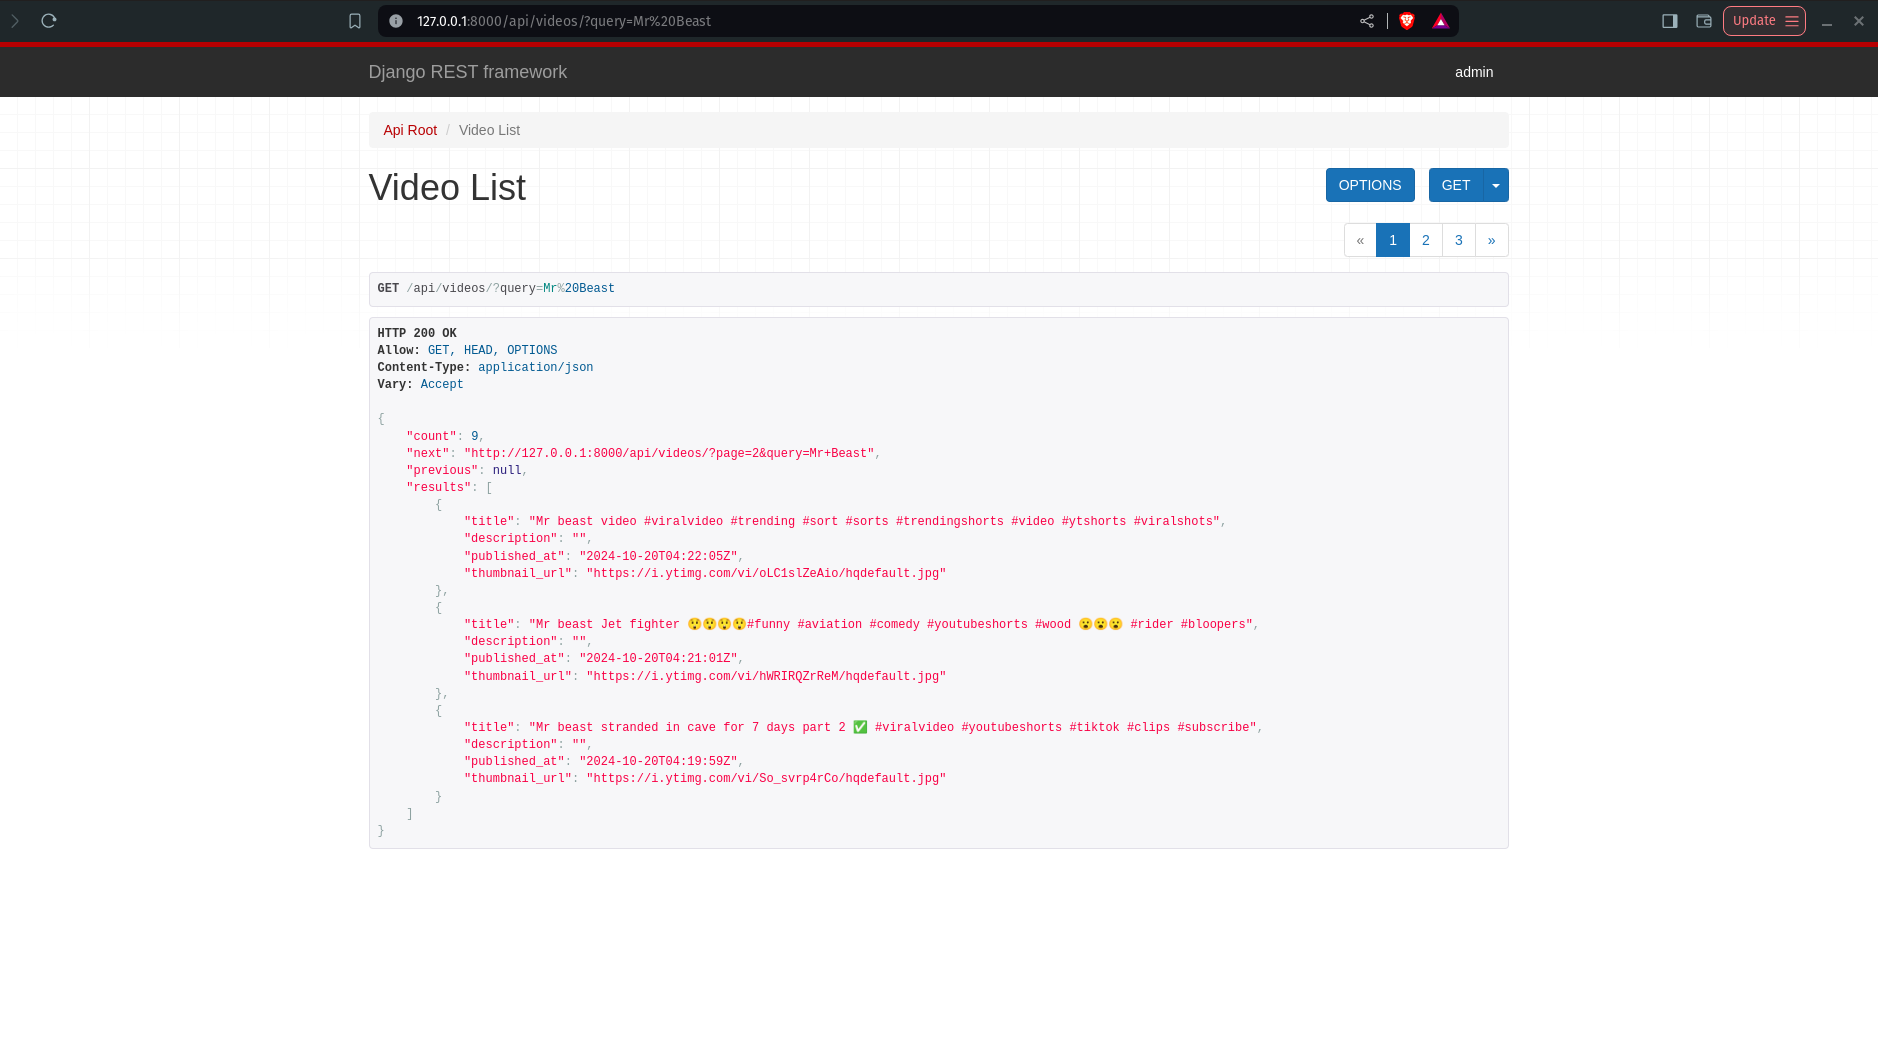 127.0.0.1:8000/api/videos/?query=Mr%20Beast
Update
Django REST framework
admin
Api Root / Video List
Video List
OPTIONS
GET
« 1 2 3 »
GET /api/videos/?query=Mr%20Beast
HTTP 200 OK
Allow: GET, HEAD, OPTIONS
Content-Type: application/json
Vary: Accept
{
    "count": 9,
    "next": "http://127.0.0.1:8000/api/videos/?page=2&query=Mr+Beast",
    "previous": null,
    "results": [
        {
            "title": "Mr beast video #viralvideo #trending #sort #sorts #trendingshorts #video #ytshorts #viralshots",
            "description": "",
            "published_at": "2024-10-20T04:22:05Z",
            "thumbnail_url": "https://i.ytimg.com/vi/oLC1slZeAio/hqdefault.jpg"
        },
        {
            "title": "Mr beast Jet fighter 😲😲😲😲#funny #aviation #comedy #youtubeshorts #wood 😮😮😮 #rider #bloopers",
            "description": "",
            "published_at": "2024-10-20T04:21:01Z",
            "thumbnail_url": "https://i.ytimg.com/vi/hWRIRQZrReM/hqdefault.jpg"
        },
        {
            "title": "Mr beast stranded in cave for 7 days part 2 ✅ #viralvideo #youtubeshorts #tiktok #clips #subscribe",
            "description": "",
            "published_at": "2024-10-20T04:19:59Z",
            "thumbnail_url": "https://i.ytimg.com/vi/So_svrp4rCo/hqdefault.jpg"
        }
    ]
}